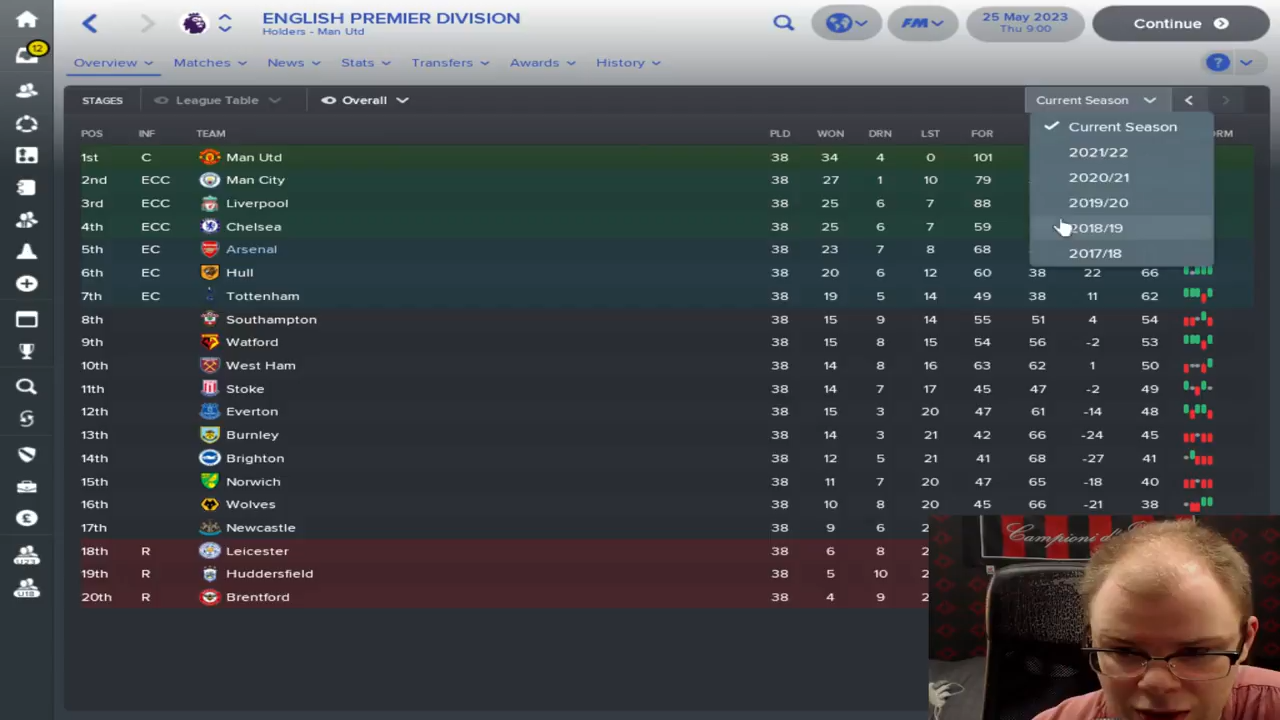 12
ENGLISH PREMIER DIVISION
Holders - Man Utd
FM
25 May 2023
Thu 9:00
Continue
Overview Matches News Stats Transfers Awards History
?
STAGES League Table Overall Current Season
Current Season
2021/22
2020/21
2019/20
2018/19
2017/18
POS INF TEAM PLD WON DRN LST FOR
1st C Man Utd 38 34 4 0 101
2nd ECC Man City 38 27 1 10 79
3rd ECC Liverpool 38 25 6 7 88
4th ECC Chelsea 38 25 6 7 59
5th EC Arsenal 38 23 7 8 68
6th EC Hull 38 20 6 12 60 38 22 66
7th EC Tottenham 38 19 5 14 49 38 11 62
8th Southampton 38 15 9 14 55 51 4 54
9th Watford 38 15 8 15 54 56 -2 53
10th West Ham 38 14 8 16 63 62 1 50
11th Stoke 38 14 7 17 45 47 -2 49
12th Everton 38 15 3 20 47 61 -14 48
13th Burnley 38 14 3 21 42 66 -24 45
14th Brighton 38 12 5 21 41 68 -27 41
15th Norwich 38 11 7 20 47 65 -18 40
16th Wolves 38 10 8 20 45 66 -21 38
17th Newcastle 38 9 6
18th R Leicester 38 6 8
19th R Huddersfield 38 5 10
20th R Brentford 38 4 9
U23
U18
Campioni d'